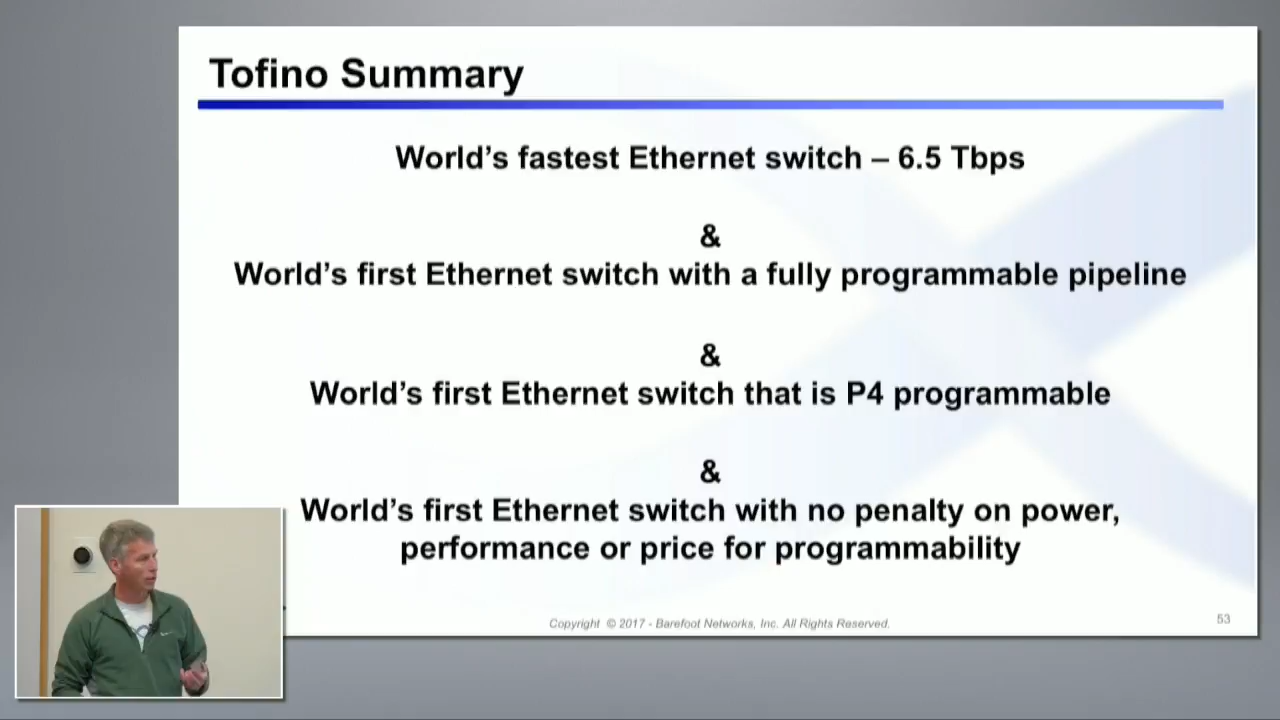 Tofino Summary
World's fastest Ethernet switch – 6.5 Tbps
&
World's first Ethernet switch with a fully programmable pipeline
&
World's first Ethernet switch that is P4 programmable
&
World's first Ethernet switch with no penalty on power,
performance or price for programmability
Copyright © 2017 - Barefoot Networks, Inc. All Rights Reserved.
53